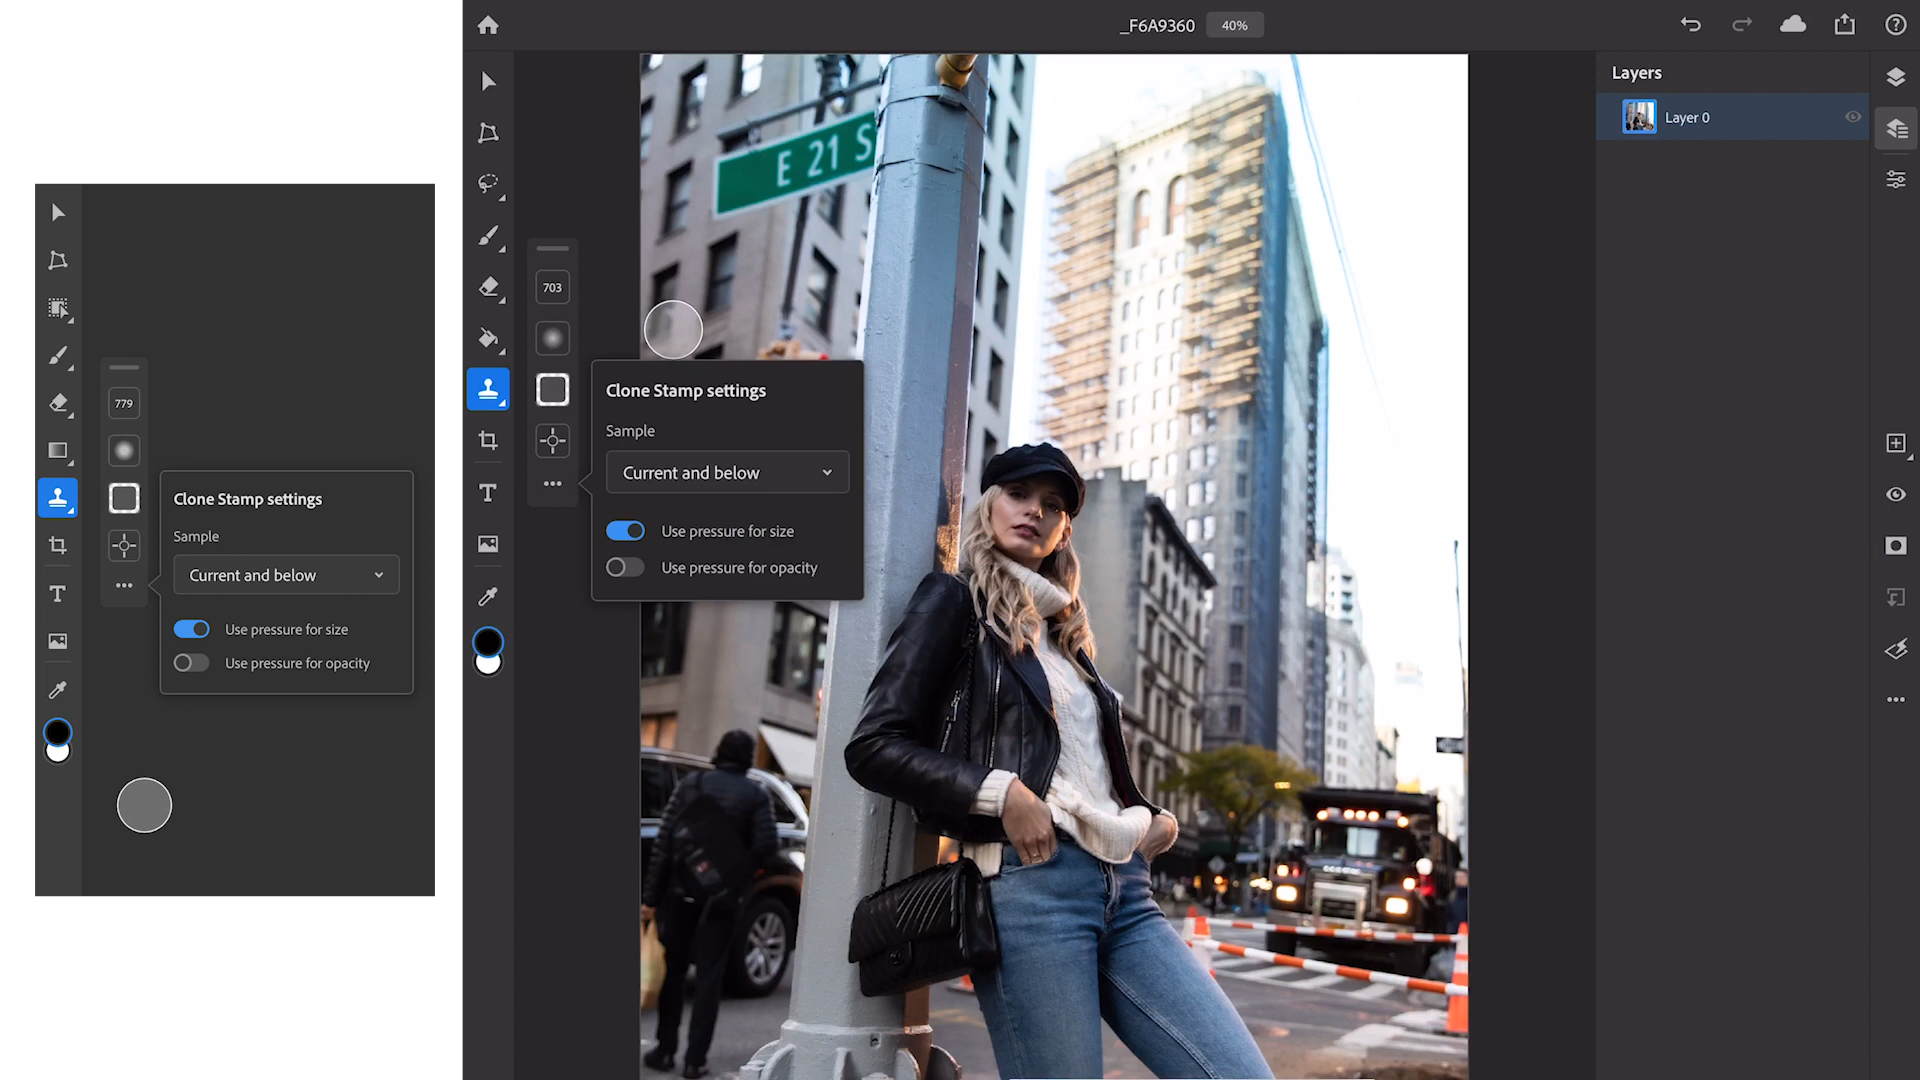 779
Clone Stamp settings
Sample
Current and below
Use pressure for size
Use pressure for opacity
T
_F6A9360
40%
E 21 S
703
Clone Stamp settings
Sample
Current and below
Use pressure for size
Use pressure for opacity
T
Layers
Layer 0